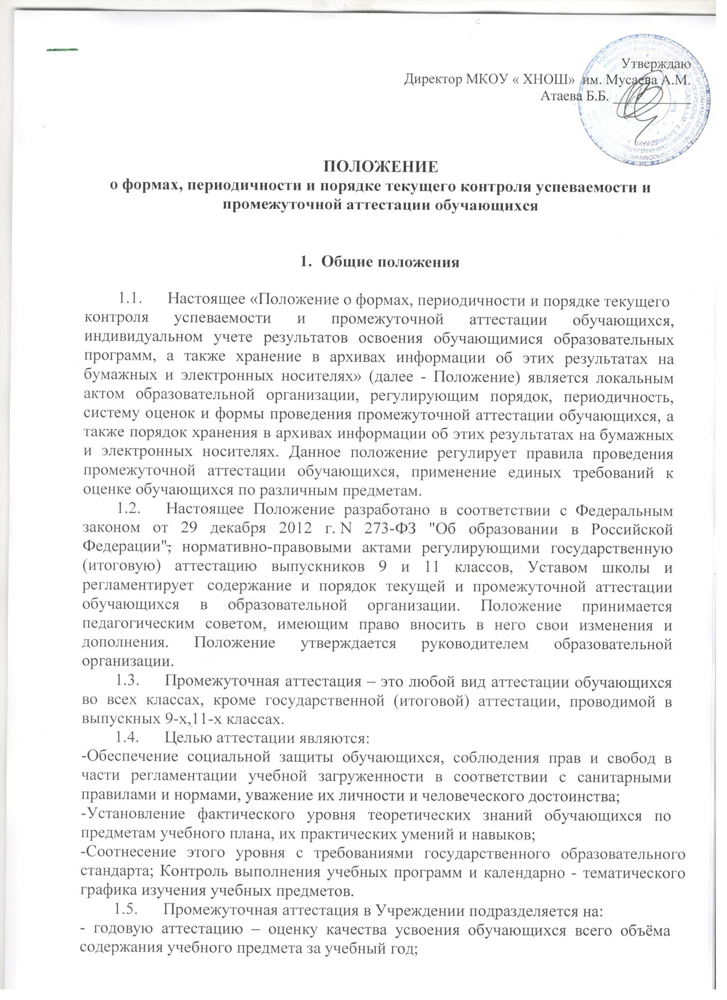 Утверждаю
Директор МКОУ « ХНОШ» им. Мусаева А.М.
Атаева Б.Б. ___________
ПОЛОЖЕНИЕ
о формах, периодичности и порядке текущего контроля успеваемости и
промежуточной аттестации обучающихся
1. Общие положения
1.1. Настоящее «Положение о формах, периодичности и порядке текущего
контроля успеваемости и промежуточной аттестации обучающихся,
индивидуальном учете результатов освоения обучающимися образовательных
программ, а также хранение в архивах информации об этих результатах на
бумажных и электронных носителях» (далее - Положение) является локальным
актом образовательной организации, регулирующим порядок, периодичность,
систему оценок и формы проведения промежуточной аттестации обучающихся, а
также порядок хранения в архивах информации об этих результатах на бумажных
и электронных носителях. Данное положение регулирует правила проведения
промежуточной аттестации обучающихся, применение единых требований к
оценке обучающихся по различным предметам.
1.2. Настоящее Положение разработано в соответствии с Федеральным
законом от 29 декабря 2012 г. N 273-ФЗ "Об образовании в Российской
Федерации"; нормативно-правовыми актами регулирующими государственную
(итоговую) аттестацию выпускников 9 и 11 классов, Уставом школы и
регламентирует содержание и порядок текущей и промежуточной аттестации
обучающихся в образовательной организации. Положение принимается
педагогическим советом, имеющим право вносить в него свои изменения и
дополнения. Положение утверждается руководителем образовательной
организации.
1.3. Промежуточная аттестация – это любой вид аттестации обучающихся
во всех классах, кроме государственной (итоговой) аттестации, проводимой в
выпускных 9-х,11-х классах.
1.4. Целью аттестации являются:
-Обеспечение социальной защиты обучающихся, соблюдения прав и свобод в
части регламентации учебной загруженности в соответствии с санитарными
правилами и нормами, уважение их личности и человеческого достоинства;
-Установление фактического уровня теоретических знаний обучающихся по
предметам учебного плана, их практических умений и навыков;
-Соотнесение этого уровня с требованиями государственного образовательного
стандарта; Контроль выполнения учебных программ и календарно - тематического
графика изучения учебных предметов.
1.5. Промежуточная аттестация в Учреждении подразделяется на:
- годовую аттестацию – оценку качества усвоения обучающихся всего объёма
содержания учебного предмета за учебный год;